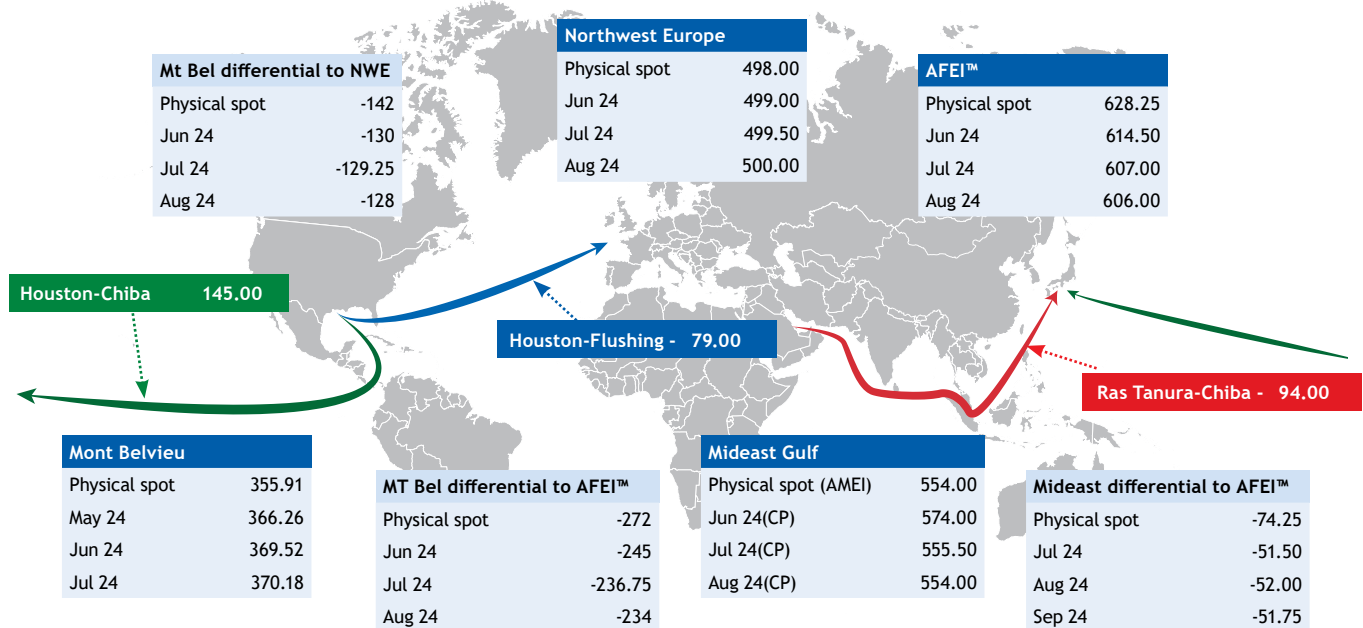 Northwest Europe
Physical spot 498.00
Jun 24 499.00
Jul 24 499.50
Aug 24 500.00
Mt Bel differential to NWE
Physical spot -142
Jun 24 -130
Jul 24 -129.25
Aug 24 -128
AFEI™
Physical spot 628.25
Jun 24 614.50
Jul 24 607.00
Aug 24 606.00
Houston-Chiba 145.00
Houston-Flushing - 79.00
Ras Tanura-Chiba - 94.00
Mont Belvieu
Physical spot 355.91
May 24 366.26
Jun 24 369.52
Jul 24 370.18
MT Bel differential to AFEI™
Physical spot -272
Jun 24 -245
Jul 24 -236.75
Aug 24 -234
Mideast Gulf
Physical spot (AMEI) 554.00
Jun 24(CP) 574.00
Jul 24(CP) 555.50
Aug 24(CP) 554.00
Mideast differential to AFEI™
Physical spot -74.25
Jul 24 -51.50
Aug 24 -52.00
Sep 24 -51.75